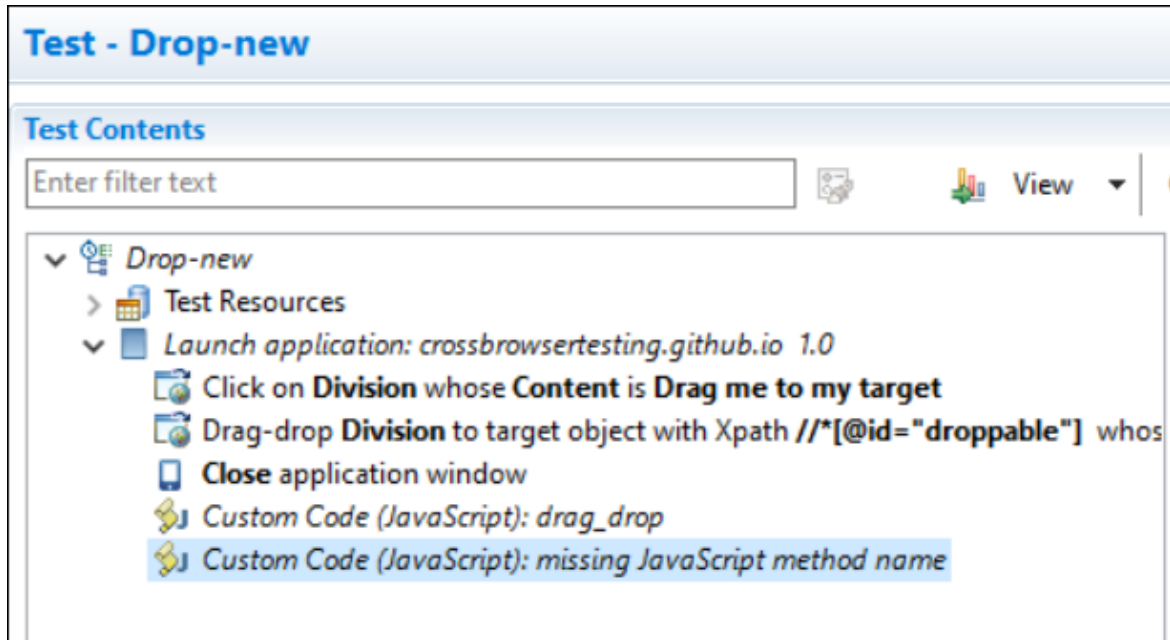 Test - Drop-new
Test Contents
Enter filter text
View
Drop-new
Test Resources
Launch application: crossbrowsertesting.github.io 1.0
Click on Division whose Content is Drag me to my target
Drag-drop Division to target object with Xpath //*[@id="droppable"] whos
Close application window
Custom Code (JavaScript): drag_drop
Custom Code (JavaScript): missing JavaScript method name